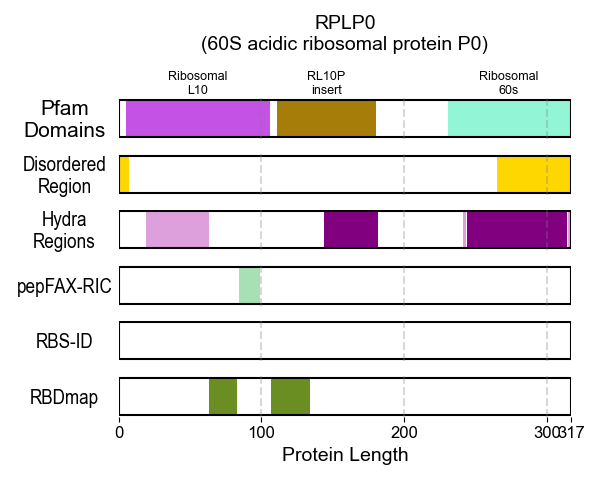 RPLP0
(60S acidic ribosomal protein P0)
Ribosomal
L10
RL10P
insert
Ribosomal
60s
Pfam
Domains
Disordered
Region
Hydra
Regions
pepFAX-RIC
RBS-ID
RBDmap
0 100 200 300 317
Protein Length